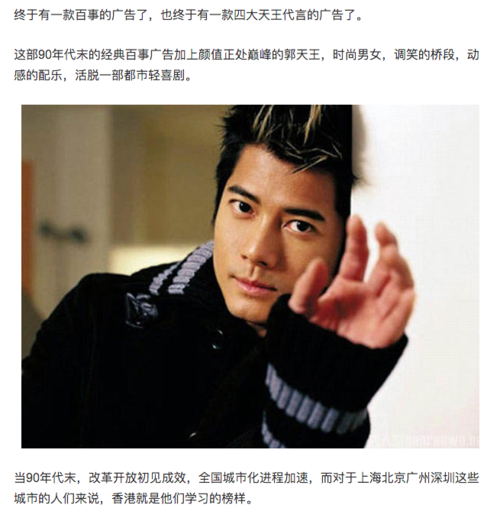 终于有一款百事的广告了，也终于有一款四大天王代言的广告了。
这部90年代末的经典百事广告加上颜值正处巅峰的郭天王，时尚男女，调笑的桥段，动
感的配乐，活脱一部都市轻喜剧。
当90年代末，改革开放初见成效，全国城市化进程加速，而对于上海北京广州深圳这些
城市的人们来说，香港就是他们学习的榜样。